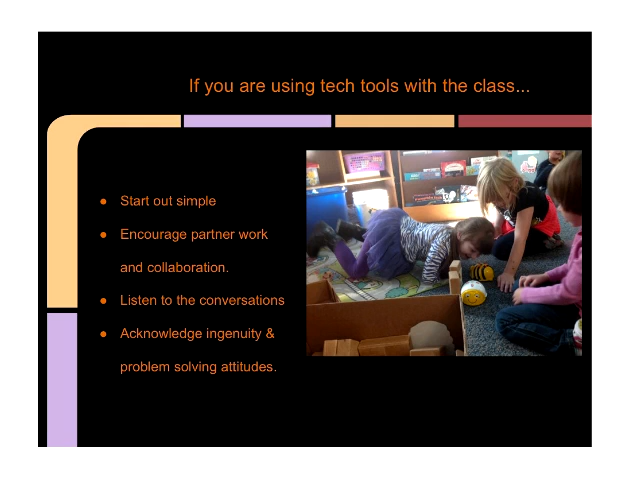 If you are using tech tools with the class...
● Start out simple
● Encourage partner work
and collaboration.
● Listen to the conversations
● Acknowledge ingenuity &
problem solving attitudes.